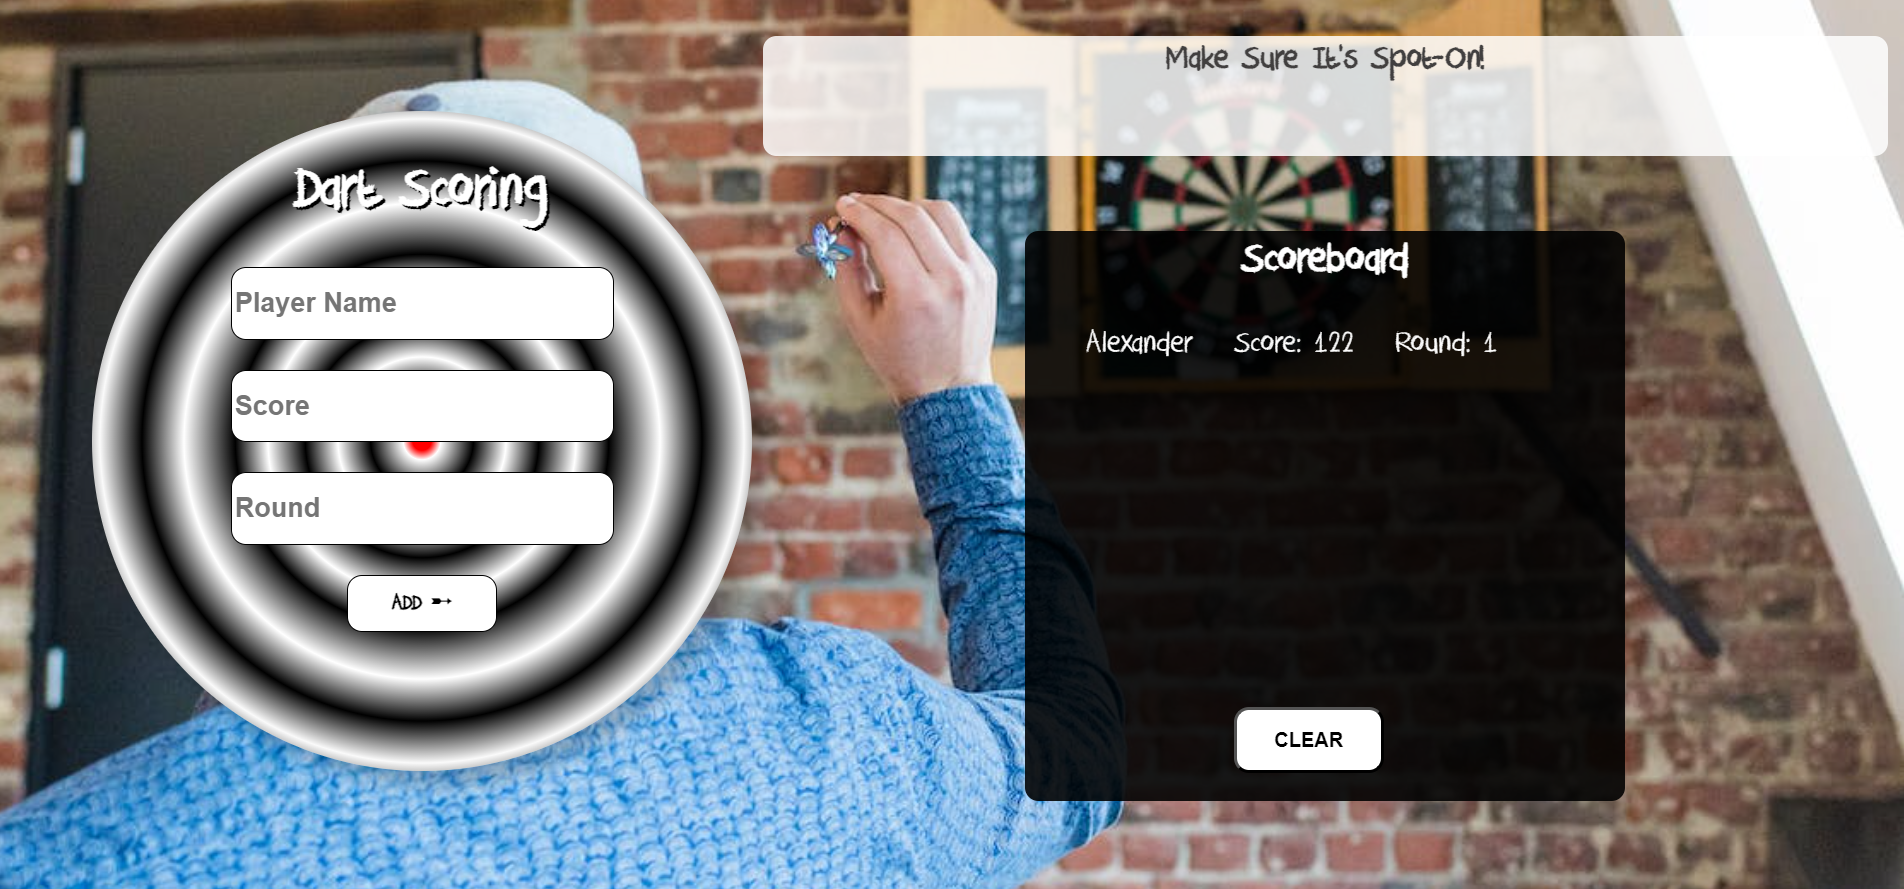 Make Sure It's Spot-On!
Dart Scoring
Player Name
Score
Round
ADD ➳
Scoreboard
Alexander Score: 122 Round: 1
CLEAR